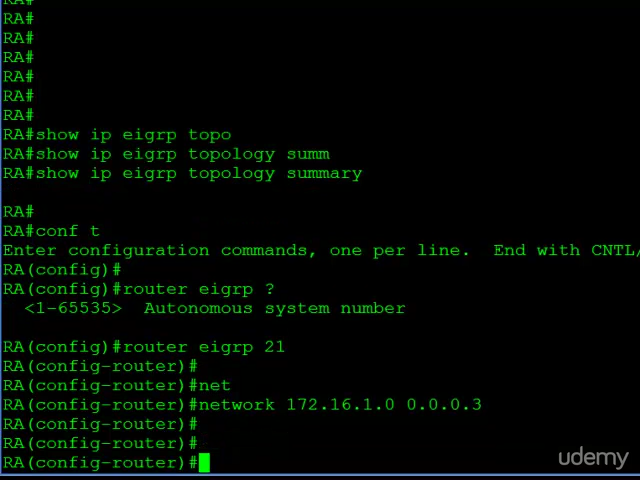 RA#
RA#
RA#
RA#
RA#
RA#
RA#show ip eigrp topo
RA#show ip eigrp topology summ
RA#show ip eigrp topology summary
RA#
RA#conf t
Enter configuration commands, one per line.  End with CNTL/
RA(config)#
RA(config)#router eigrp ?
  <1-65535>  Autonomous system number
RA(config)#router eigrp 21
RA(config-router)#
RA(config-router)#net
RA(config-router)#network 172.16.1.0 0.0.0.3
RA(config-router)#
RA(config-router)#
RA(config-router)#
udemy